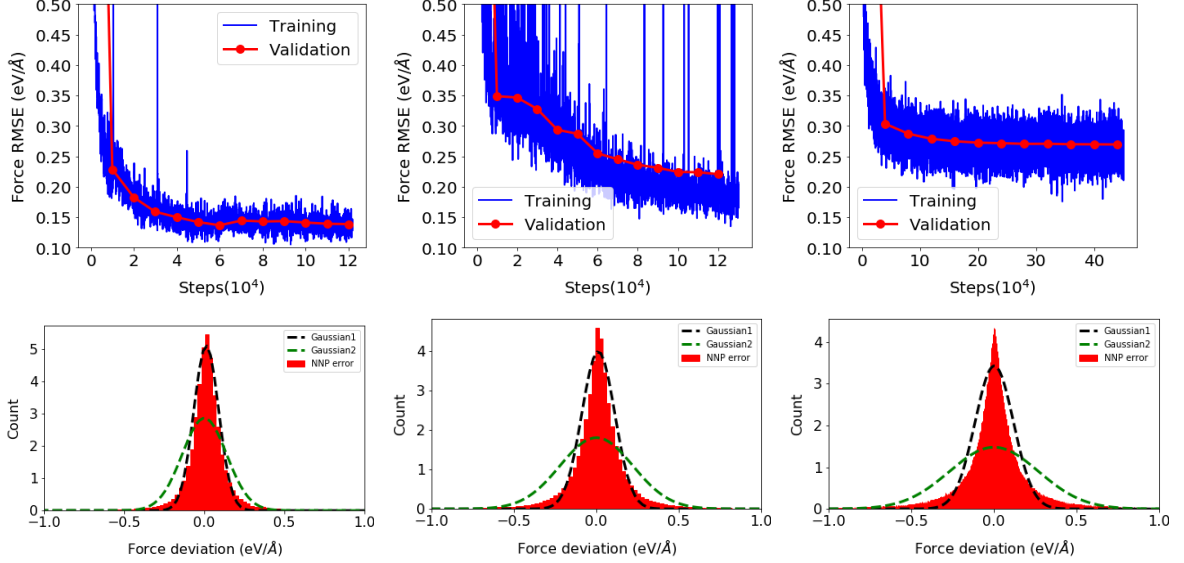 0.50
0.45
0.40
0.35
0.30
0.25
0.20
0.15
0.10
Force RMSE (eV/Å)
Training
Validation
0 2 4 6 8 10 12
Steps(10⁴)
0.50
0.45
0.40
0.35
0.30
0.25
0.20
0.15
0.10
Force RMSE (eV/Å)
Training
Validation
0 2 4 6 8 10 12
Steps(10⁴)
0.50
0.45
0.40
0.35
0.30
0.25
0.20
0.15
0.10
Force RMSE (eV/Å)
Training
Validation
0 10 20 30 40
Steps(10⁴)
5
4
3
2
1
0
Count
Gaussian1
Gaussian2
NNP error
−1.0 −0.5 0.0 0.5 1.0
Force deviation (eV/Å)
4
3
2
1
0
Count
Gaussian1
Gaussian2
NNP error
−1.0 −0.5 0.0 0.5 1.0
Force deviation (eV/Å)
4
3
2
1
0
Count
Gaussian1
Gaussian2
NNP error
−1.0 −0.5 0.0 0.5 1.0
Force deviation (eV/Å)